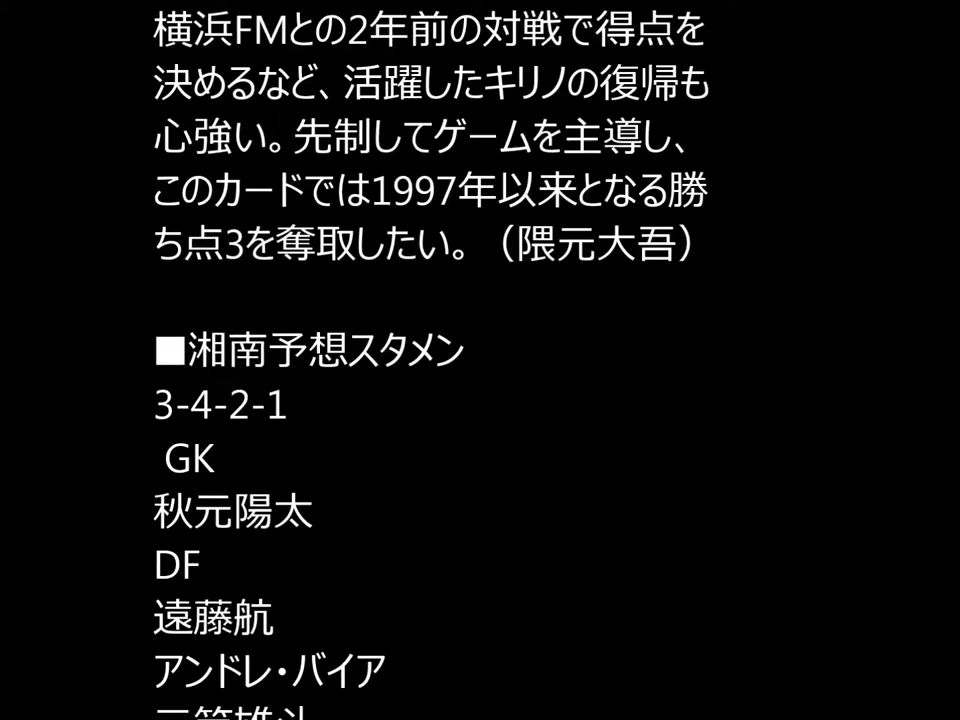 横浜FMとの2年前の対戦で得点を
決めるなど、活躍したキリノの復帰も
心強い。先制してゲームを主導し、
このカードでは1997年以来となる勝
ち点3を奪取したい。（隈元大吾）
■湘南予想スタメン
3-4-2-1
GK
秋元陽太
DF
遠藤航
アンドレ・バイア